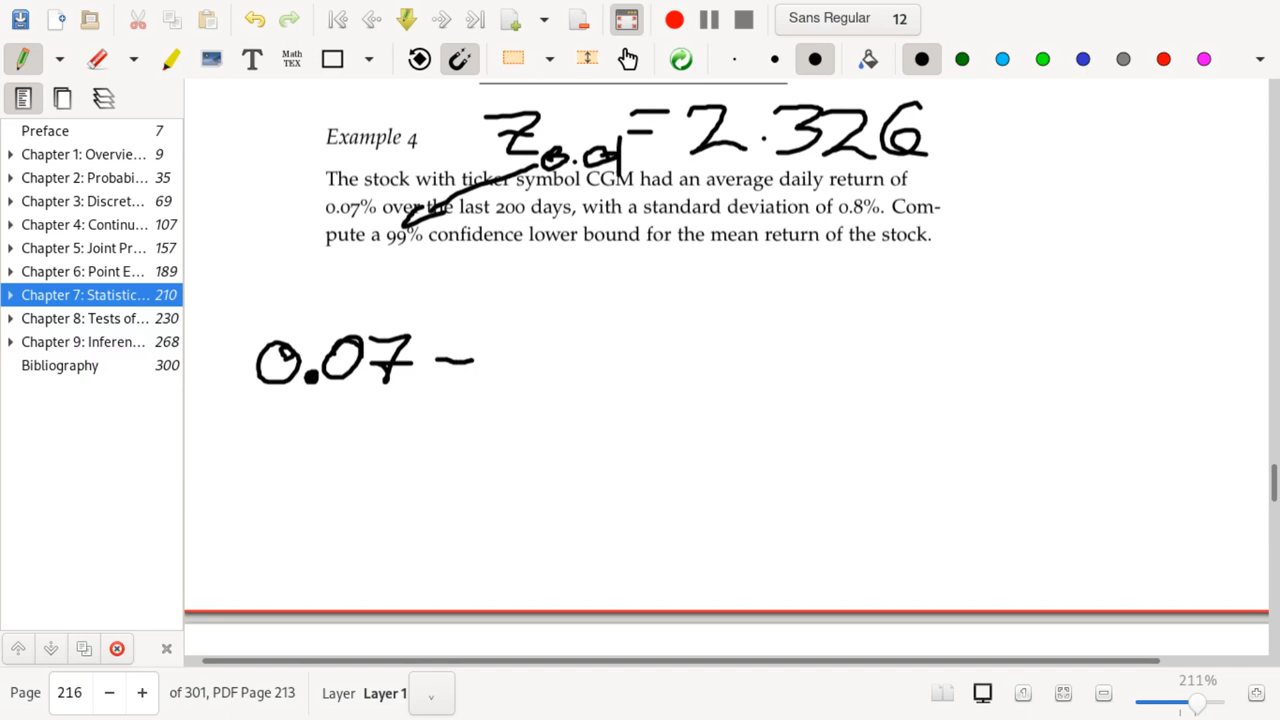 Sans Regular 12
T Math TEX
Preface 7
Chapter 1: Overvie... 9
Chapter 2: Probabi... 35
Chapter 3: Discret... 69
Chapter 4: Continu... 107
Chapter 5: Joint Pr... 157
Chapter 6: Point E... 189
Chapter 7: Statistic... 210
Chapter 8: Tests of... 230
Chapter 9: Inferen... 268
Bibliography 300
Example 4
z0.01 = 2.326
The stock with ticker symbol CGM had an average daily return of
0.07% over the last 200 days, with a standard deviation of 0.8%. Com-
pute a 99% confidence lower bound for the mean return of the stock.
0.07 –
Page 216 – + of 301, PDF Page 213 Layer Layer 1 211%